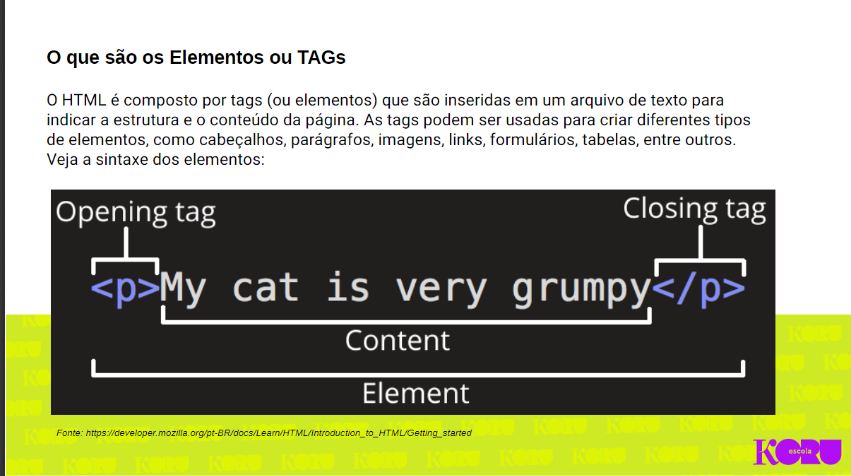 O que são os Elementos ou TAGs
O HTML é composto por tags (ou elementos) que são inseridas em um arquivo de texto para
indicar a estrutura e o conteúdo da página. As tags podem ser usadas para criar diferentes tipos
de elementos, como cabeçalhos, parágrafos, imagens, links, formulários, tabelas, entre outros.
Veja a sintaxe dos elementos:
Opening tag
Closing tag
<p>My cat is very grumpy</p>
Content
Element
Fonte: https://developer.mozilla.org/pt-BR/docs/Learn/HTML/Introduction_to_HTML/Getting_started
escola
KORU